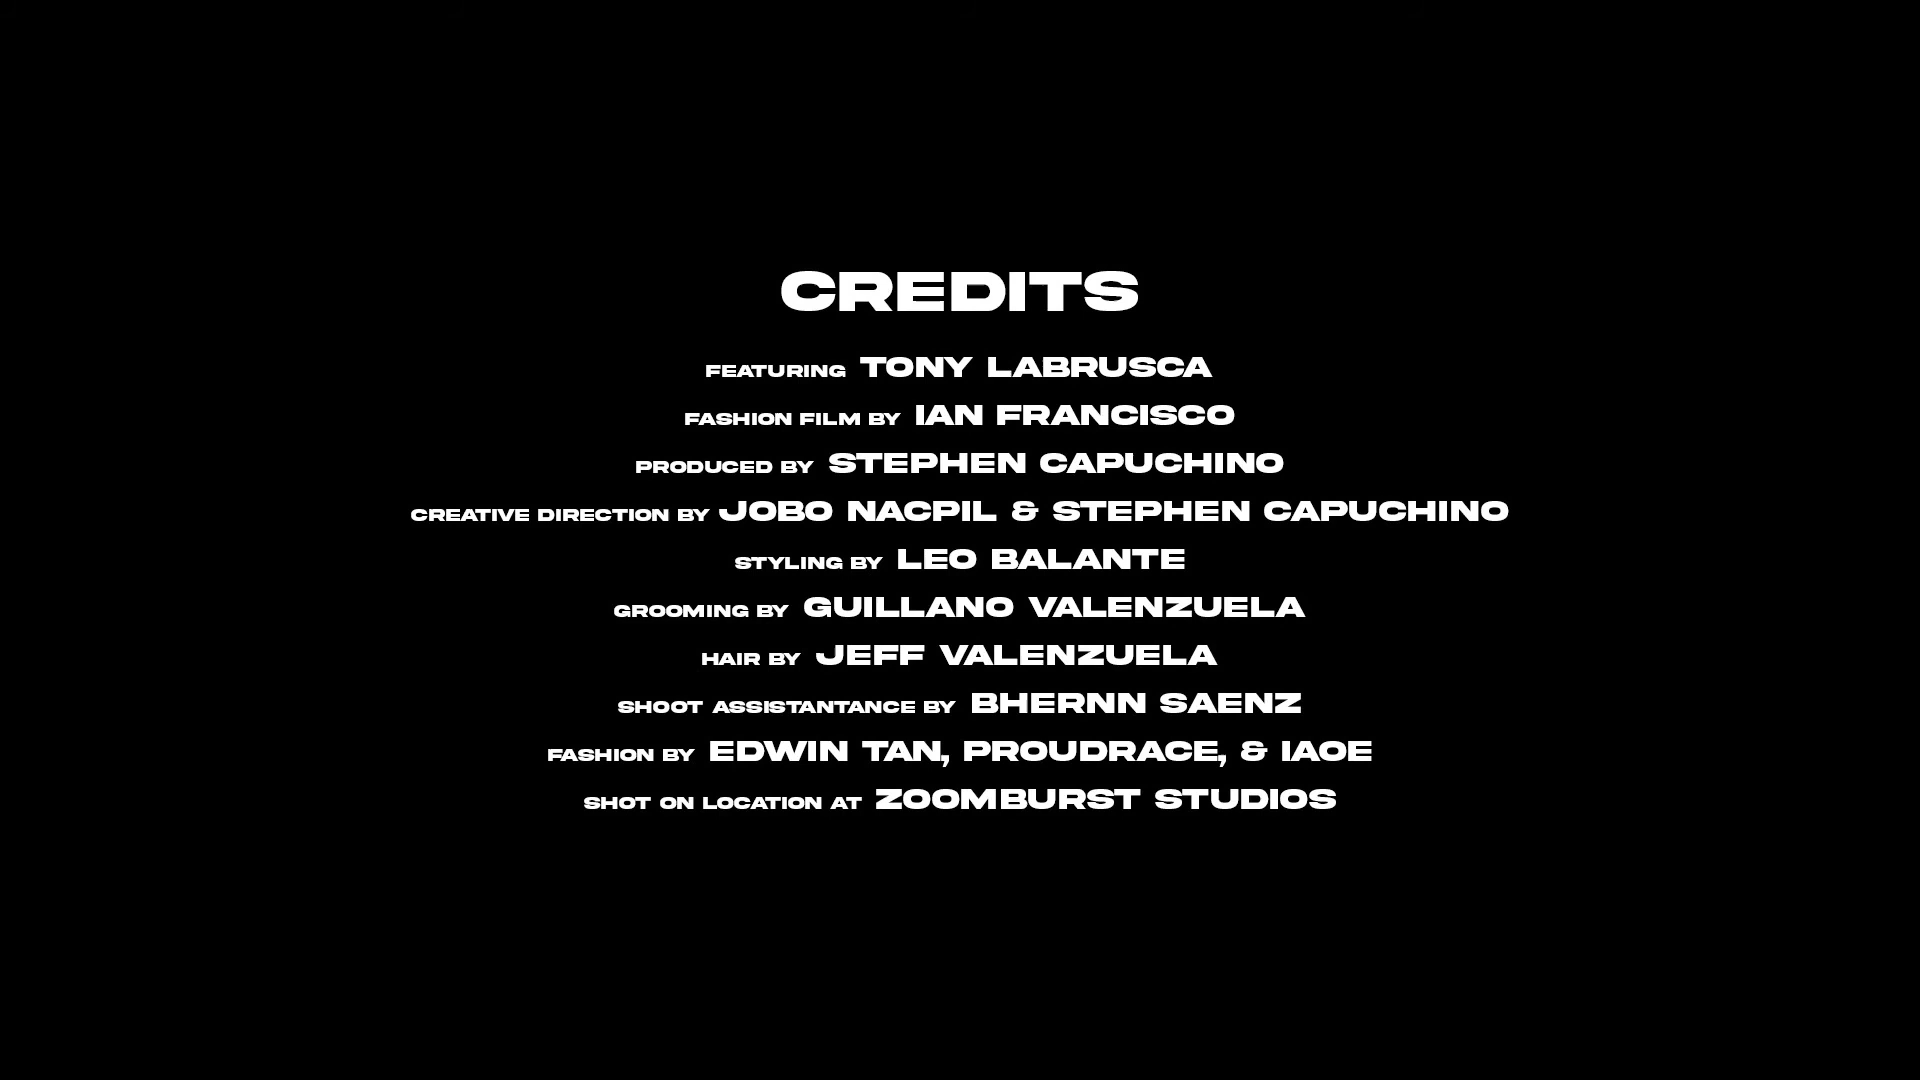 CREDITS
FEATURING TONY LABRUSCA
FASHION FILM BY IAN FRANCISCO
PRODUCED BY STEPHEN CAPUCHINO
CREATIVE DIRECTION BY JOBO NACPIL & STEPHEN CAPUCHINO
STYLING BY LEO BALANTE
GROOMING BY GUILLANO VALENZUELA
HAIR BY JEFF VALENZUELA
SHOOT ASSISTANTANCE BY BHERNN SAENZ
FASHION BY EDWIN TAN, PROUDRACE, & IAOE
SHOT ON LOCATION AT ZOOMBURST STUDIOS